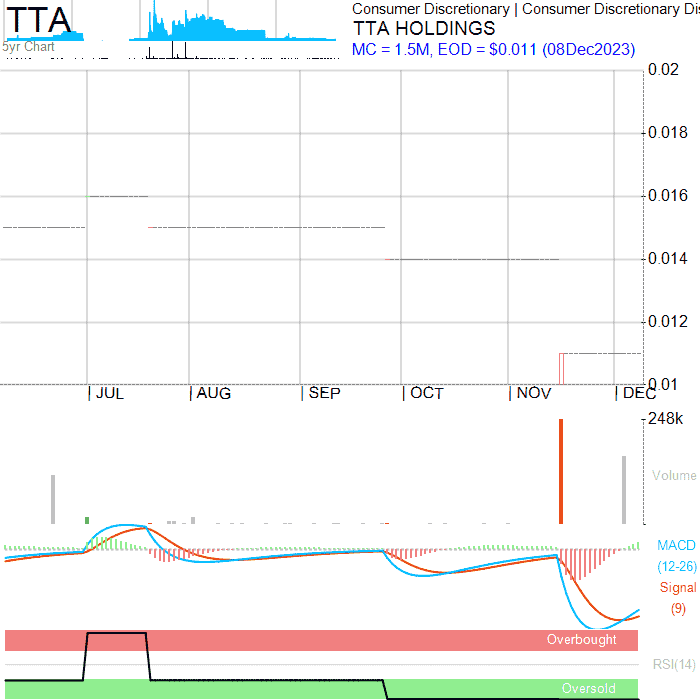 TTA
5yr Chart
Consumer Discretionary | Consumer Discretionary Dis
TTA HOLDINGS
MC = 1.5M, EOD = $0.011 (08Dec2023)
0.02
0.018
0.016
0.014
0.012
0.01
JUL AUG SEP OCT NOV DEC
248k
Volume
MACD
(12-26)
Signal
(9)
Overbought
RSI(14)
Oversold